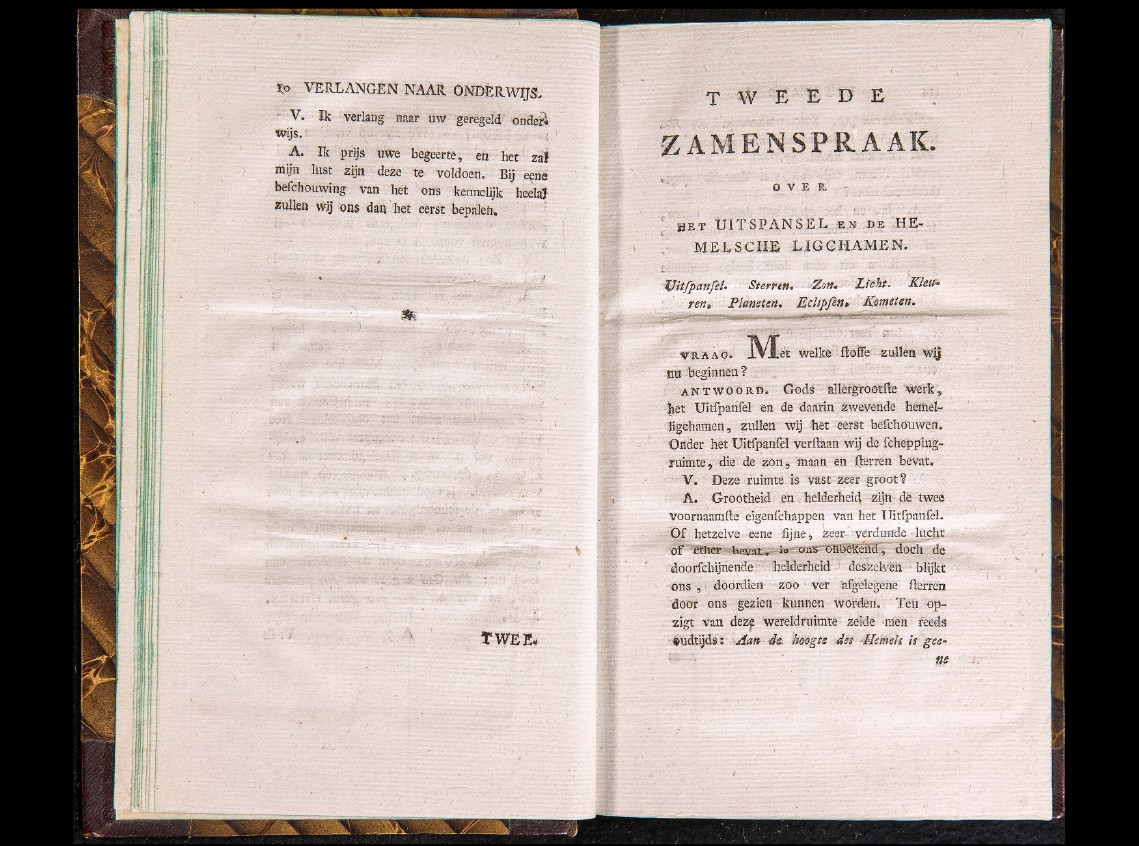 10 VERLANGEN NAAR ONDERWIJS.
V. Ik verlang naar uw geregeld onder-
wijs.
A. Ik prijs uwe begeerte, en het zal
mijn lust zijn deze te voldoen. Bij eene
beſchouwing van het ons kennelijk heelal
zullen wij ons dan het eerst bepalen.
TWEE-
TWEEDE
ZAMENSPRAAK.
OVER
HET UITSPANSEL EN DE HE-
MELSCHE LIGCHAMEN.
Uitſpanſel. Sterren. Zon. Licht. Kleu-
ren. Planeten. Eclipſen. Kometen.
VRAAG. Met welke ſtoffe zullen wij
nu beginnen?
ANTWOORD. Gods allergrootſte werk,
het Uitſpanſel en de daarin zwevende hemel-
ligchamen, zullen wij het eerst beſchouwen.
Onder het Uitſpanſel verſtaan wij de ſchepping-
ruimte, die de zon, maan en ſterren bevat.
V. Deze ruimte is vast zeer groot?
A. Grootheid en helderheid zijn de twee
voornaamſte eigenſchappen van het Uitſpanſel.
Of hetzelve eene fijne, zeer verdunde lucht
of ether bevat, is ons onbekend, doch de
doorſchijnende helderheid deszelven blijkt
ons, doordien zoo ver afgelegene ſterren
door ons gezien kunnen worden. Ten op-
zigt van deze wereldruimte zeide men reeds
oudtijds: Aan de hoogte des Hemels is gee-
ne